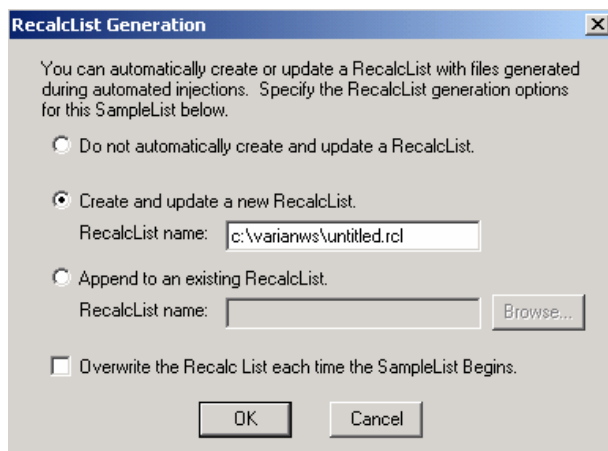 RecalcList Generation
You can automatically create or update a RecalcList with files generated
during automated injections.  Specify the RecalcList generation options
for this SampleList below.
Do not automatically create and update a RecalcList.
Create and update a new RecalcList.
RecalcList name: c:\varianws\untitled.rcl
Append to an existing RecalcList.
RecalcList name: Browse...
Overwrite the Recalc List each time the SampleList Begins.
OK Cancel